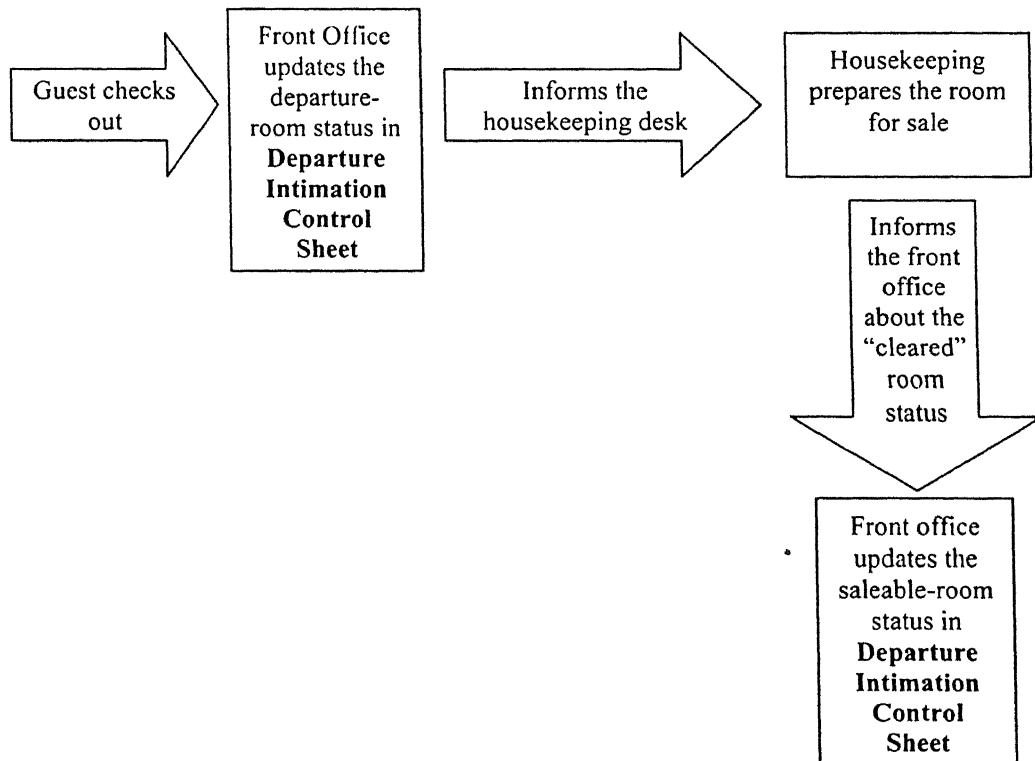 Guest checks
out
Front Office
updates the
departure-
room status in
Departure
Intimation
Control
Sheet
Informs the
housekeeping desk
Housekeeping
prepares the room
for sale
Informs
the front
office
about the
“cleared”
room
status
Front office
updates the
saleable-room
status in
Departure
Intimation
Control
Sheet